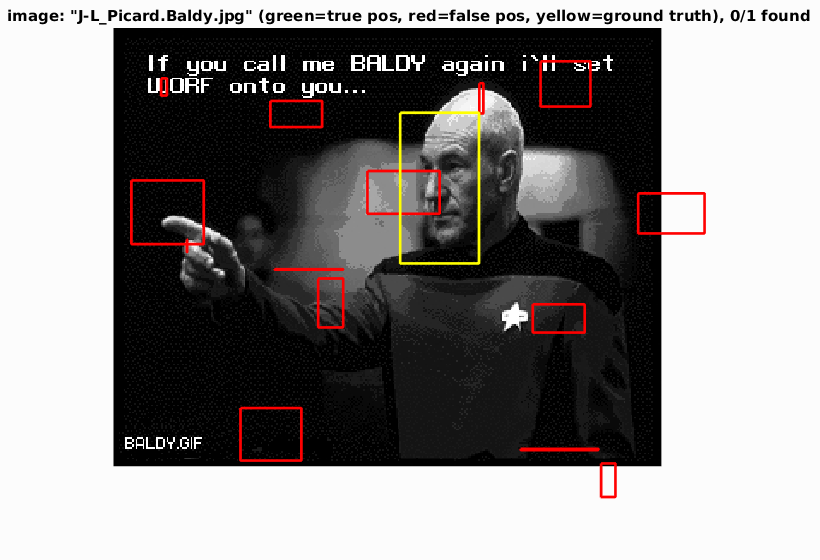 image: "J-L_Picard.Baldy.jpg" (green=true pos, red=false pos, yellow=ground truth), 0/1 found
If you call me BALDY again i`ll set
WORF onto you...
BALDY.GIF